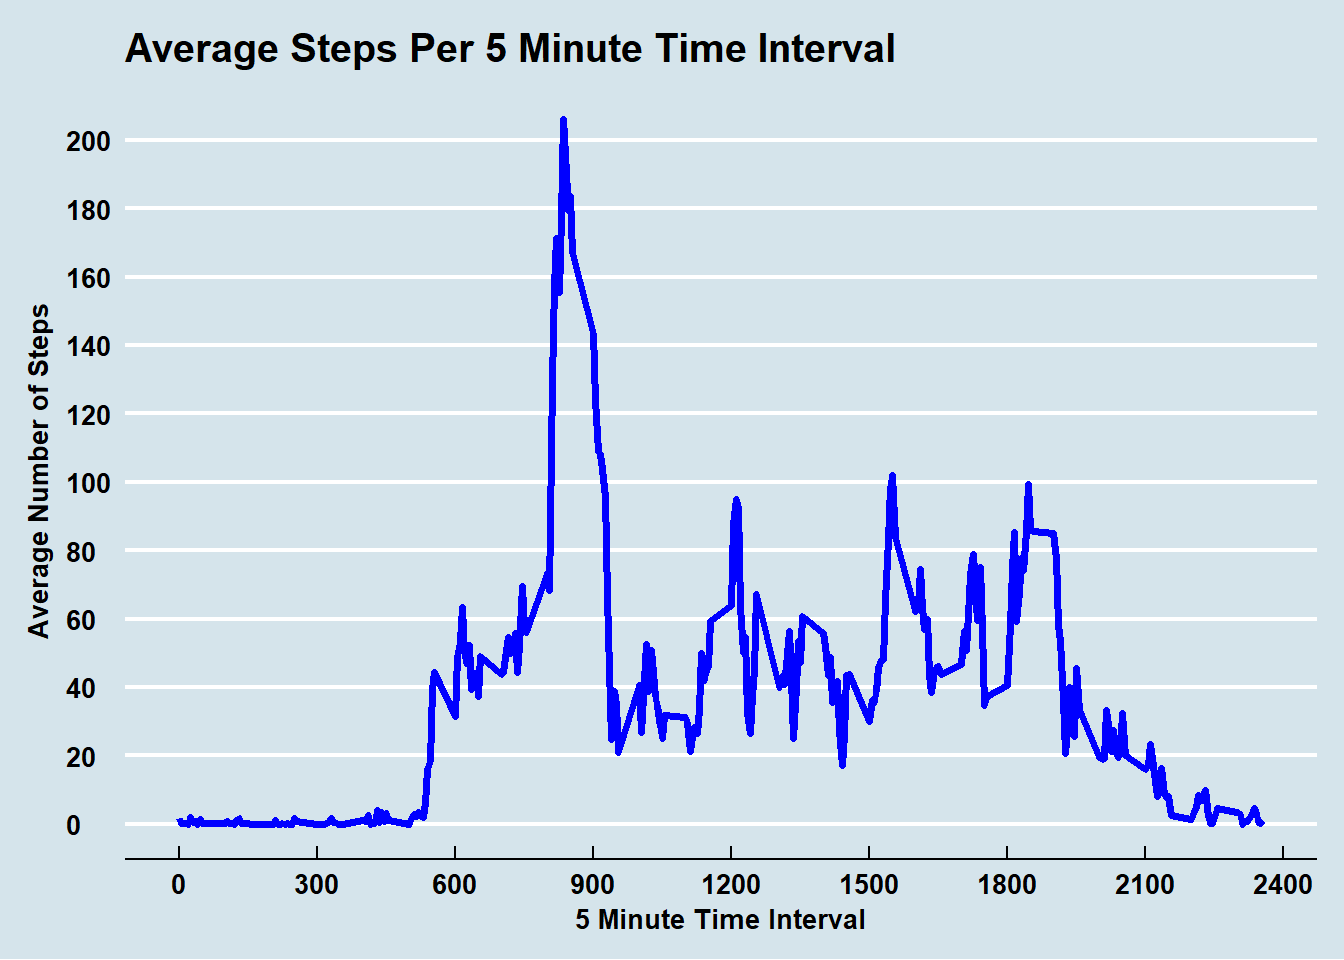 Average Steps Per 5 Minute Time Interval
Average Number of Steps
200
180
160
140
120
100
80
60
40
20
0
0 300 600 900 1200 1500 1800 2100 2400
5 Minute Time Interval